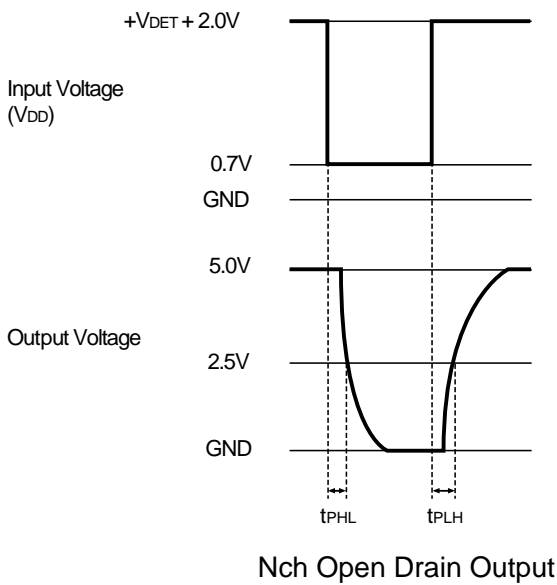 +VDET + 2.0V
Input Voltage
(VDD)
0.7V
GND
5.0V
Output Voltage
2.5V
GND
tPHL
tPLH
Nch Open Drain Output